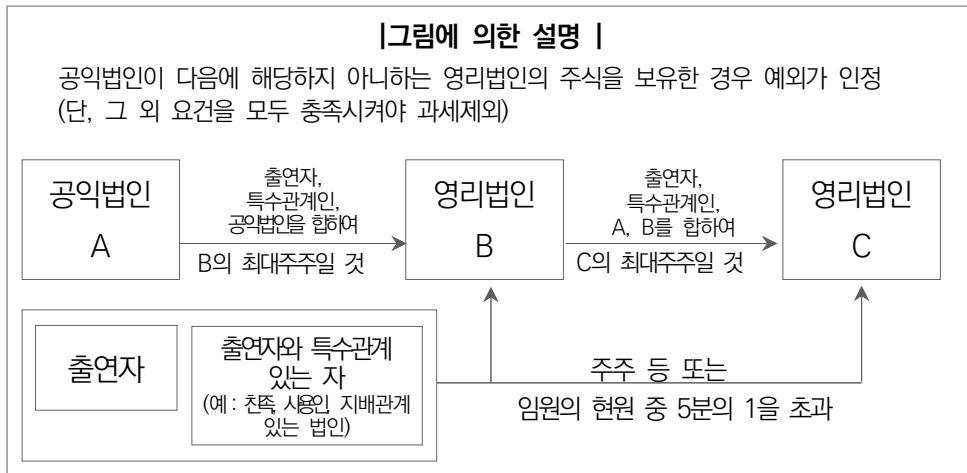 |그림에 의한 설명 |
공익법인이 다음에 해당하지 아니하는 영리법인의 주식을 보유한 경우 예외가 인정
(단, 그 외 요건을 모두 충족시켜야 과세제외)
공익법인
A
출연자,
특수관계인,
공익법인을 합하여
B의 최대주주일 것
영리법인
B
출연자,
특수관계인,
A, B를 합하여
C의 최대주주일 것
영리법인
C
출연자
출연자와 특수관계
있는 자
(예 : 친족, 사용인, 지배관계
있는 법인)
주주 등 또는
임원의 현원 중 5분의 1을 초과